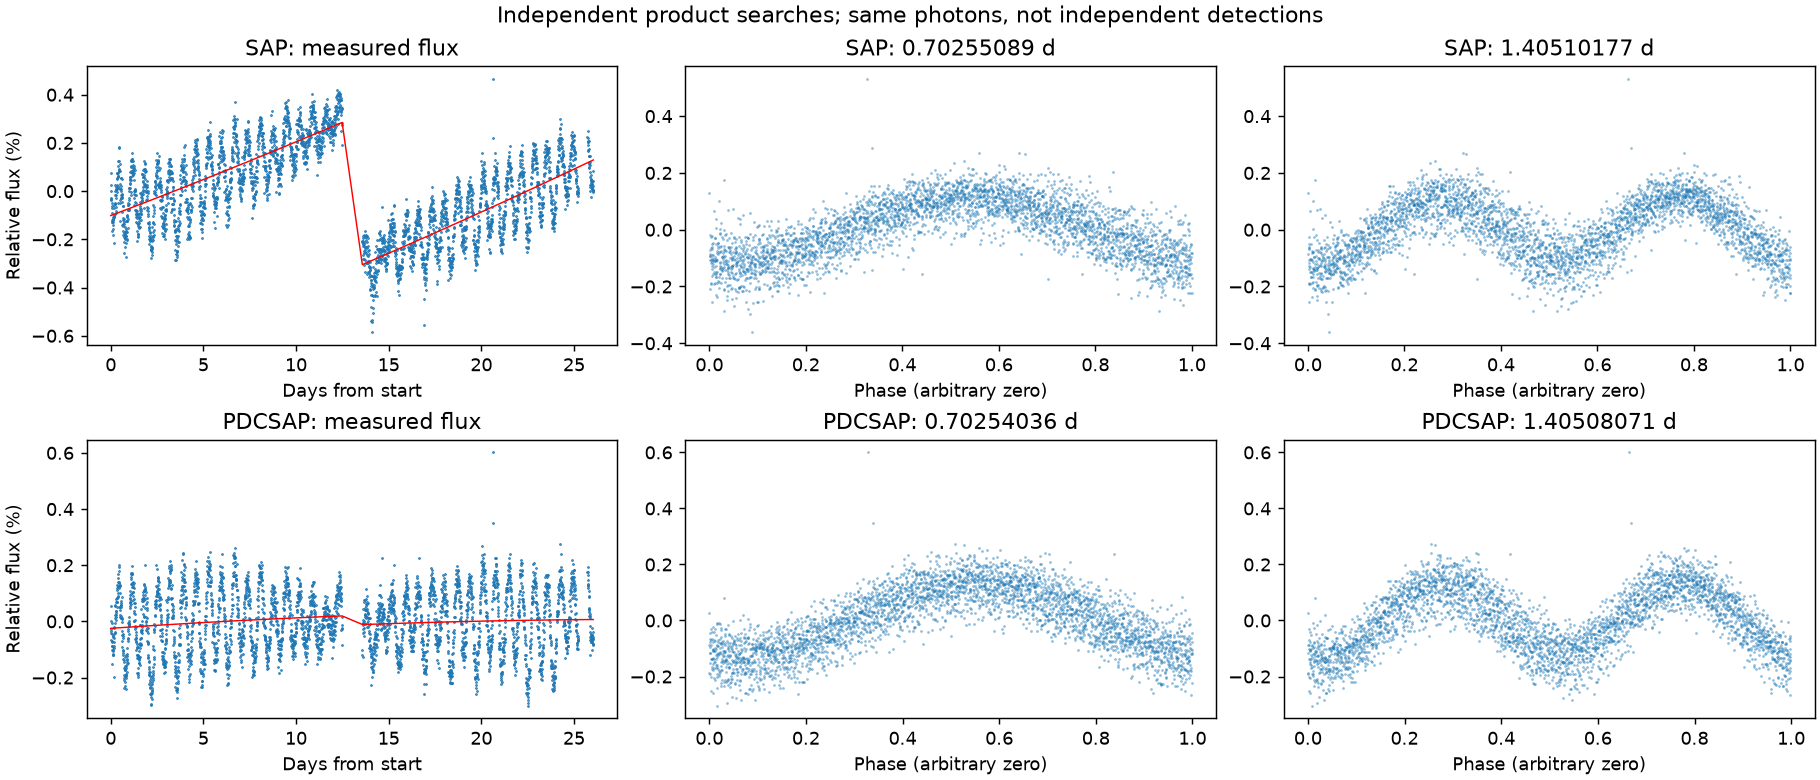 Independent product searches; same photons, not independent detections
SAP: measured flux
Relative flux (%)
0.4
0.2
0.0
−0.2
−0.4
−0.6
0 5 10 15 20 25
Days from start
SAP: 0.70255089 d
0.4
0.2
0.0
−0.2
−0.4
0.0 0.2 0.4 0.6 0.8 1.0
Phase (arbitrary zero)
SAP: 1.40510177 d
0.4
0.2
0.0
−0.2
−0.4
0.0 0.2 0.4 0.6 0.8 1.0
Phase (arbitrary zero)
PDCSAP: measured flux
Relative flux (%)
0.6
0.4
0.2
0.0
−0.2
0 5 10 15 20 25
Days from start
PDCSAP: 0.70254036 d
0.6
0.4
0.2
0.0
−0.2
0.0 0.2 0.4 0.6 0.8 1.0
Phase (arbitrary zero)
PDCSAP: 1.40508071 d
0.6
0.4
0.2
0.0
−0.2
0.0 0.2 0.4 0.6 0.8 1.0
Phase (arbitrary zero)